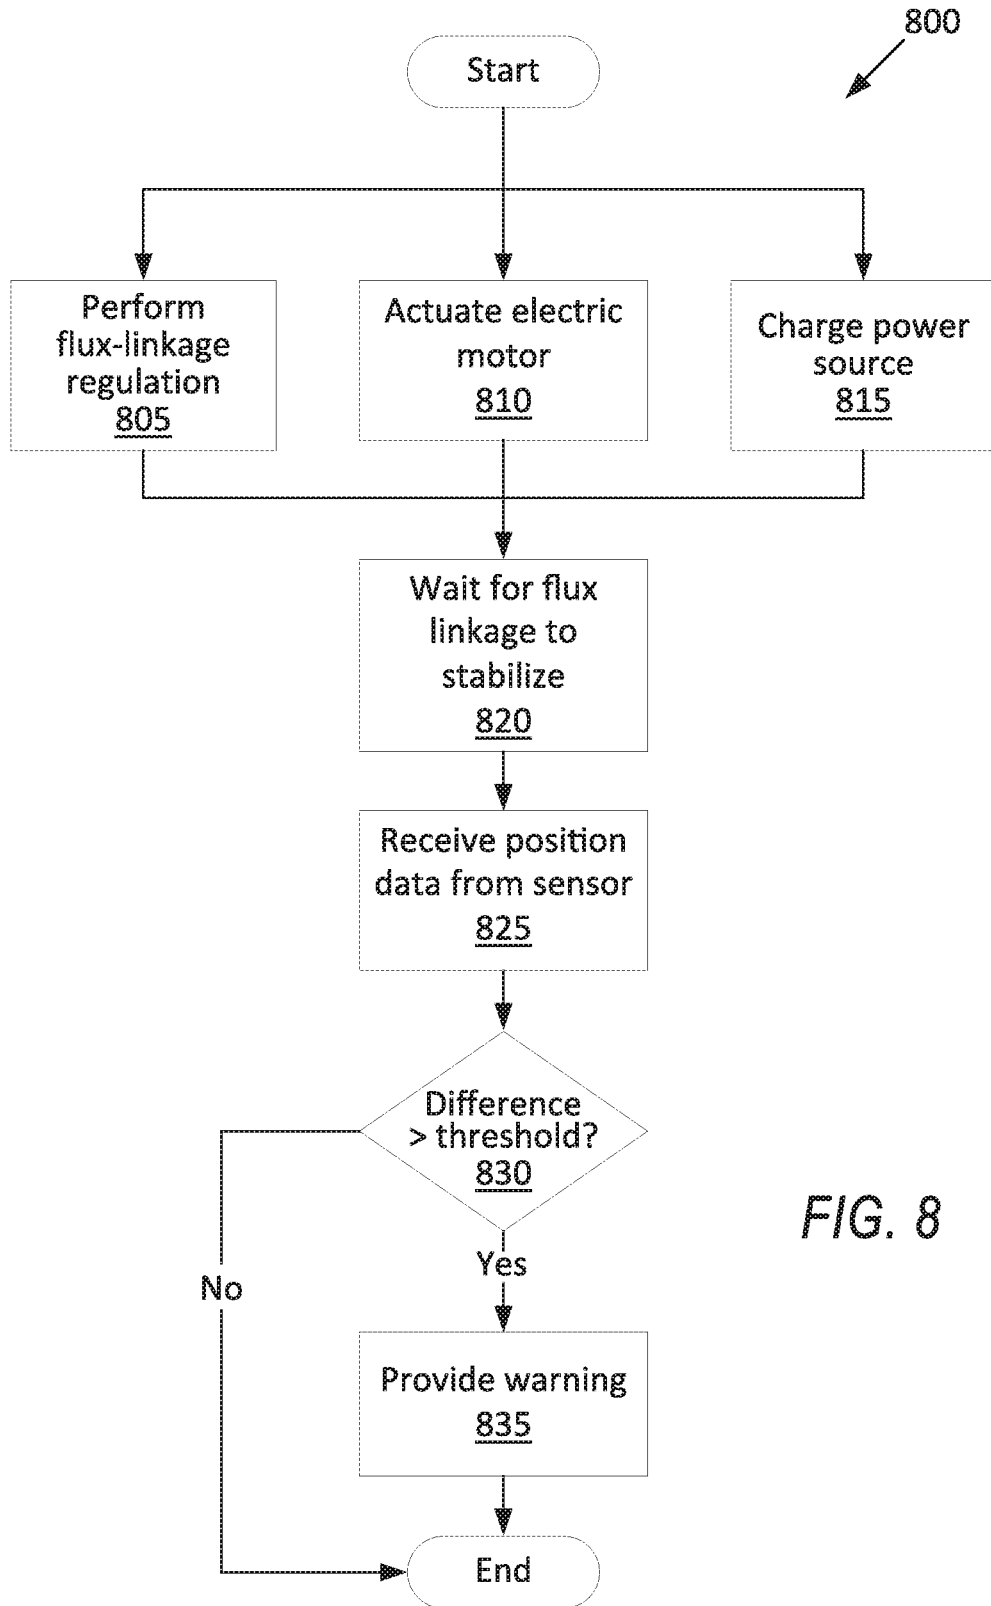 800
Start
Perform
flux-linkage
regulation
805
Actuate electric
motor
810
Charge power
source
815
Wait for flux
linkage to
stabilize
820
Receive position
data from sensor
825
Difference
> threshold?
830
FIG. 8
Yes
No
Provide warning
835
End